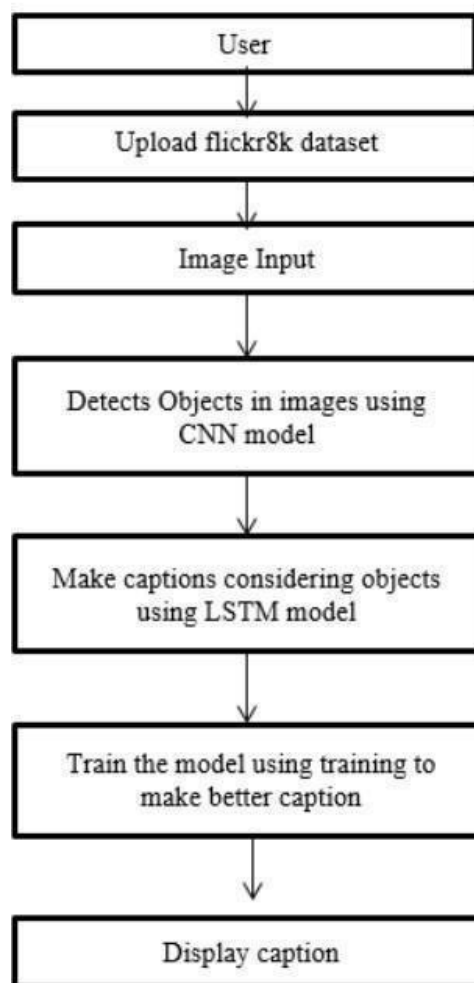 User
Upload flickr8k dataset
Image Input
Detects Objects in images using
CNN model
Make captions considering objects
using LSTM model
Train the model using training to
make better caption
Display caption